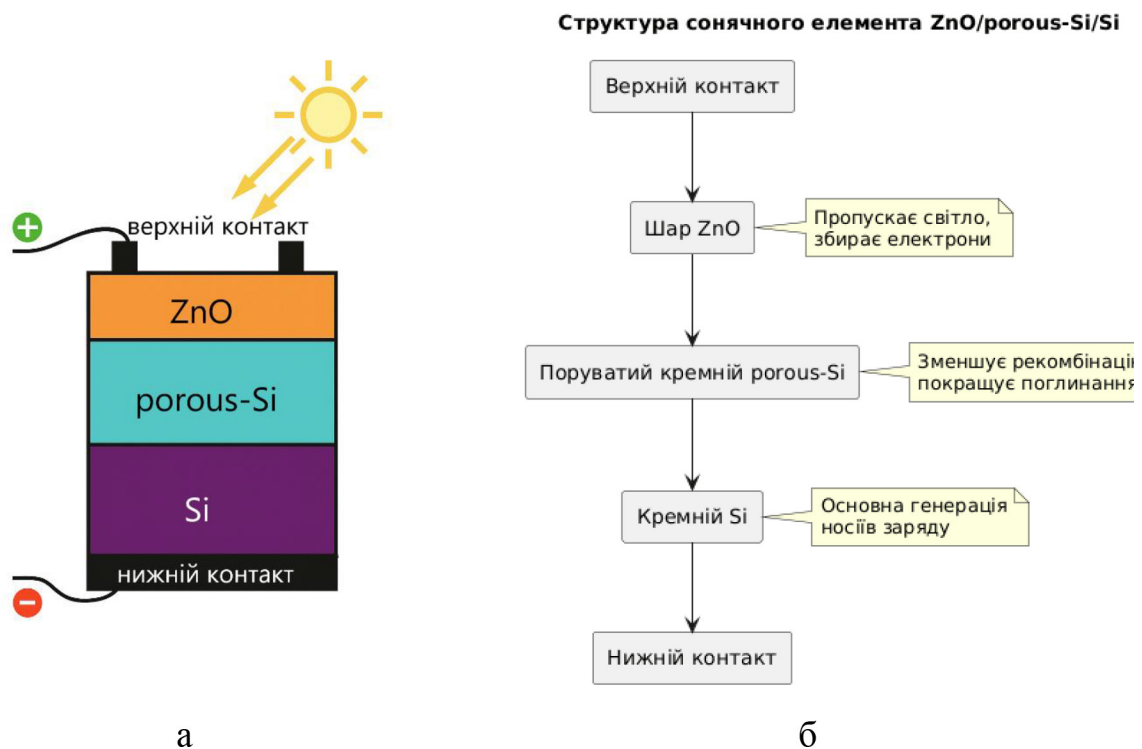 верхній контакт
+
ZnO
porous-Si
Si
нижній контакт
−
а
Структура сонячного елемента ZnO/porous-Si/Si
Верхній контакт
Шар ZnO
Пропускає світло,
збирає електрони
Поруватий кремній porous-Si
Зменшує рекомбінаці
покращує поглинання
Кремній Si
Основна генерація
носіїв заряду
Нижній контакт
б